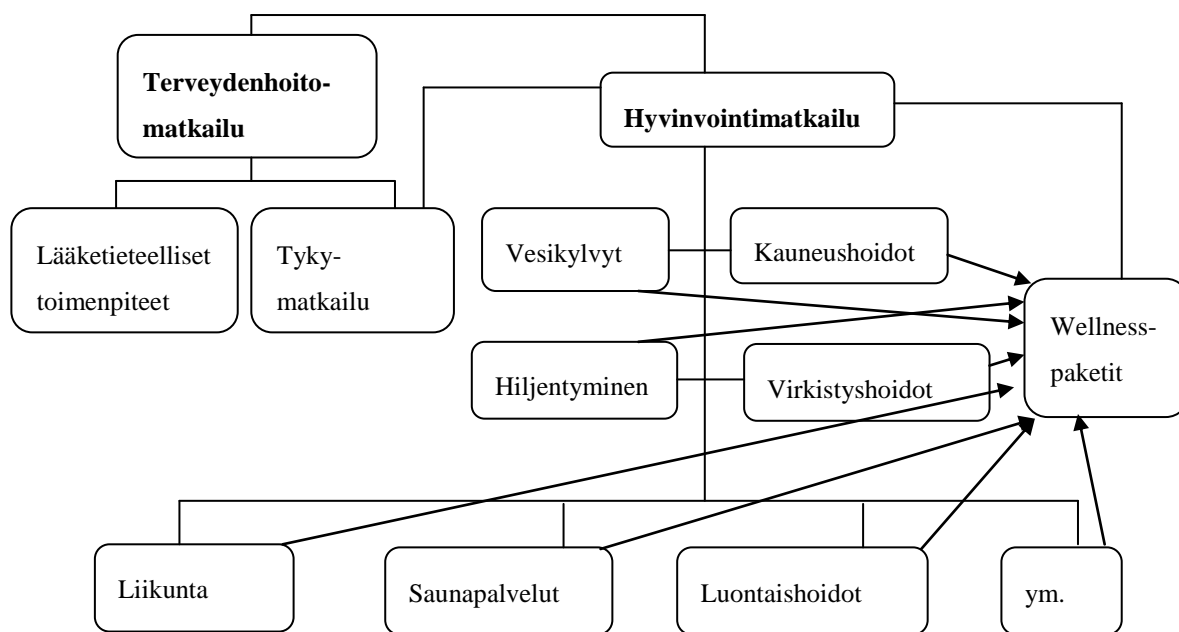 Terveydenhoito-
matkailu
Hyvinvointimatkailu
Lääketieteelliset
toimenpiteet
Tyky-
matkailu
Vesikylvyt
Kauneushoidot
Wellness-
paketit
Hiljentyminen
Virkistyshoidot
Liikunta
Saunapalvelut
Luontaishoidot
ym.